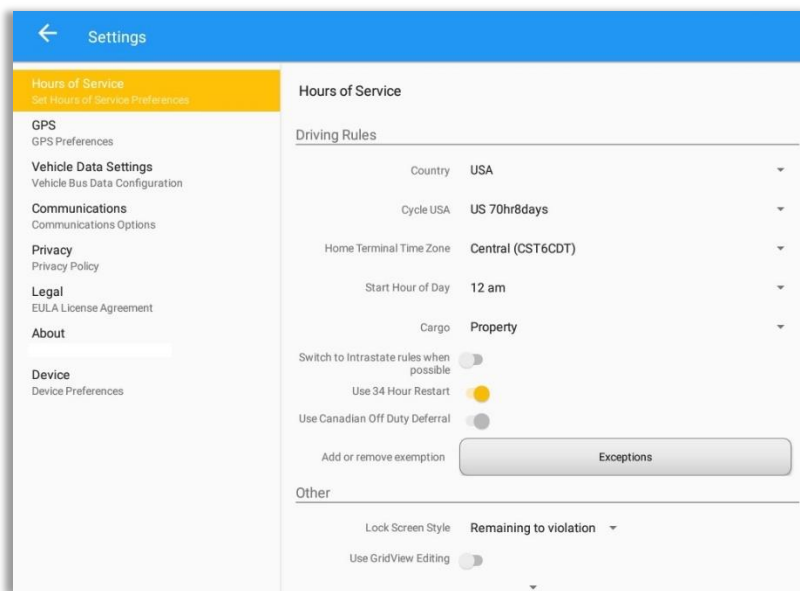 Settings
Hours of Service
Set Hours of Service Preferences
GPS
GPS Preferences
Vehicle Data Settings
Vehicle Bus Data Configuration
Communications
Communications Options
Privacy
Privacy Policy
Legal
EULA License Agreement
About
Device
Device Preferences
Hours of Service
Driving Rules
Country USA
Cycle USA US 70hr8days
Home Terminal Time Zone Central (CST6CDT)
Start Hour of Day 12 am
Cargo Property
Switch to Intrastate rules when
possible
Use 34 Hour Restart
Use Canadian Off Duty Deferral
Add or remove exemption Exceptions
Other
Lock Screen Style Remaining to violation
Use GridView Editing